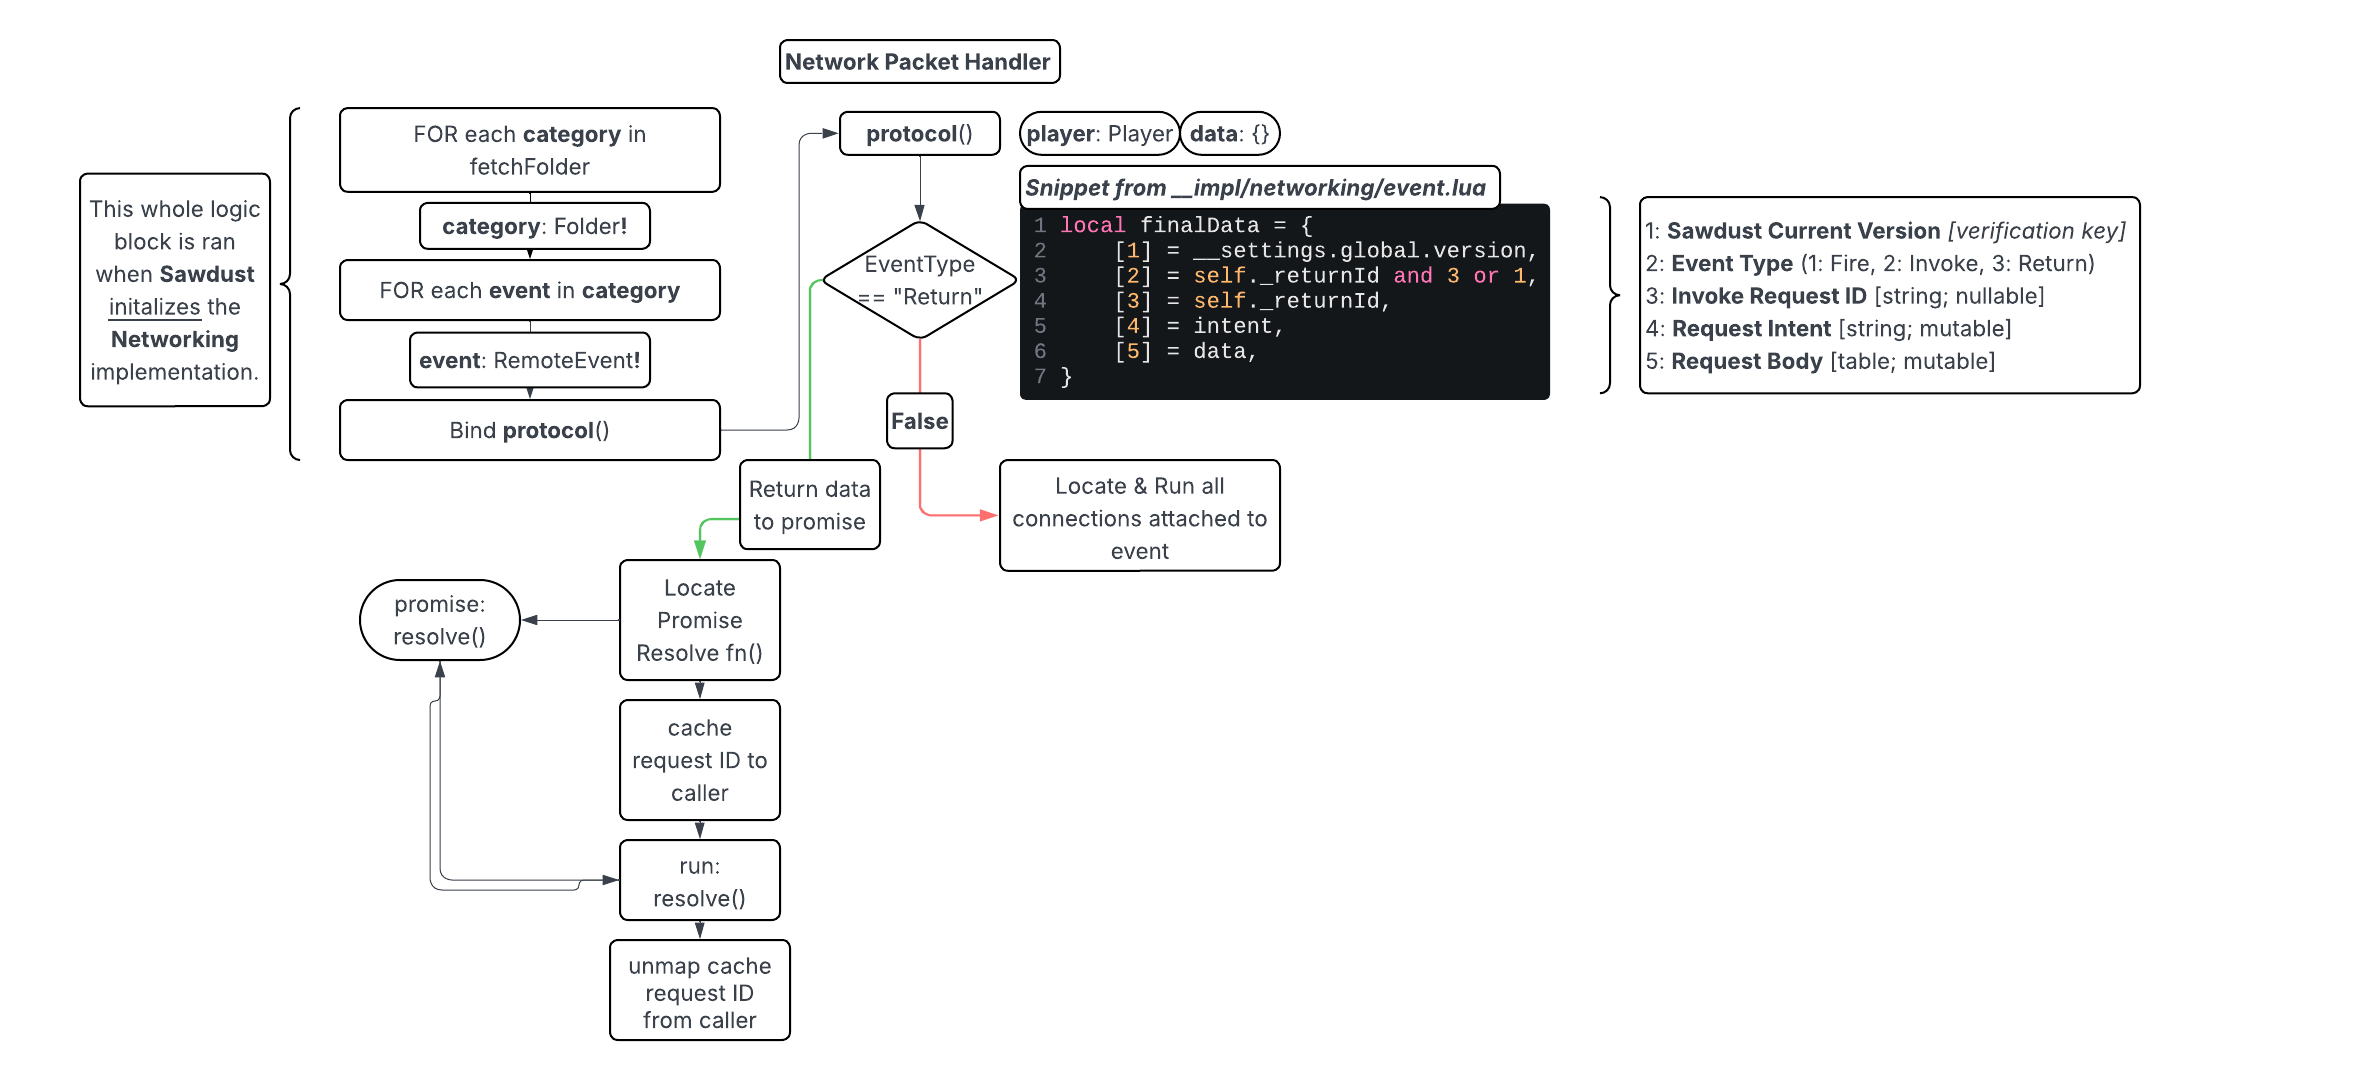 Network Packet Handler
This whole logic
block is ran
when Sawdust
initalizes the
Networking
implementation.
FOR each category in
fetchFolder
category: Folder!
FOR each event in category
event: RemoteEvent!
Bind protocol()
protocol()
player: Player
data: {}
EventType
== "Return"
Snippet from __impl/networking/event.lua
1 local finalData = {
2     [1] = __settings.global.version,
3     [2] = self._returnId and 3 or 1,
4     [3] = self._returnId,
5     [4] = intent,
6     [5] = data,
7 }
1: Sawdust Current Version [verification key]
2: Event Type (1: Fire, 2: Invoke, 3: Return)
3: Invoke Request ID [string; nullable]
4: Request Intent [string; mutable]
5: Request Body [table; mutable]
False
Return data
to promise
Locate & Run all
connections attached to
event
Locate
Promise
Resolve fn()
promise:
resolve()
cache
request ID to
caller
run:
resolve()
unmap cache
request ID
from caller